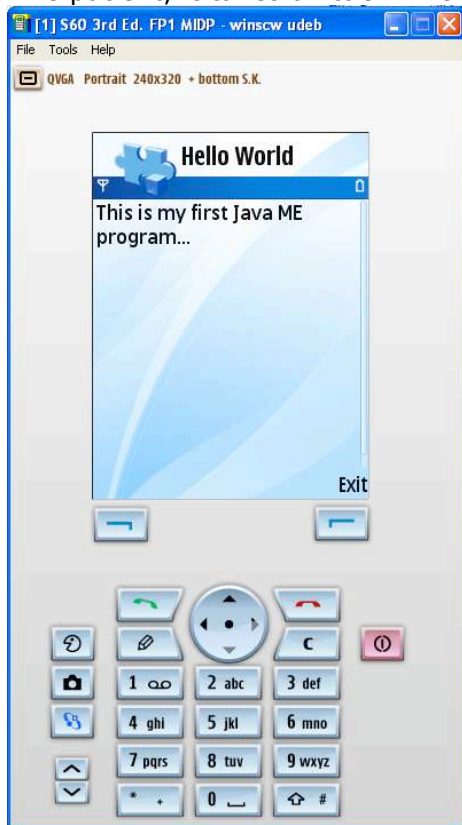 [1] S60 3rd Ed. FP1 MIDP - winscw udeb
File Tools Help
QVGA Portrait 240x320 + bottom S.K.
Hello World
This is my first Java ME
program...
Exit
C
1
2 abc
3 def
4 ghi
5 jkl
6 mno
7 pqrs
8 tuv
9 wxyz
* +
0
#